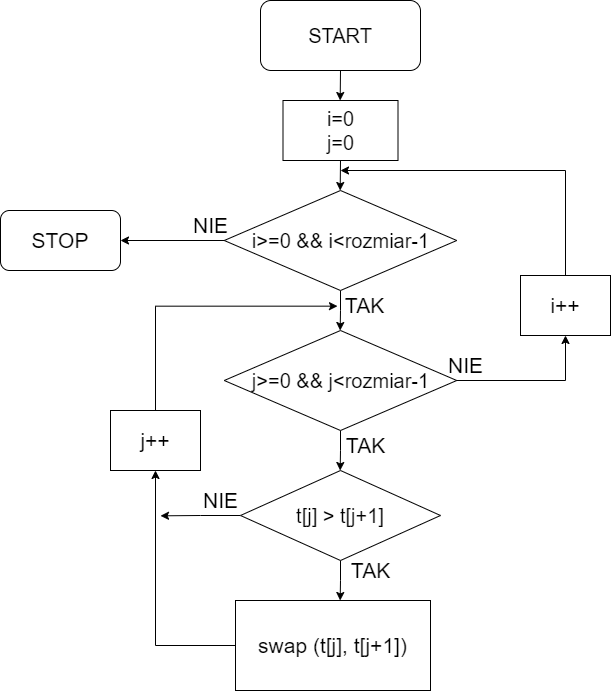 START
i=0
j=0
NIE
STOP
i>=0 && i<rozmiar-1
TAK
i++
j>=0 && j<rozmiar-1
NIE
j++
TAK
NIE
t[j] > t[j+1]
TAK
swap (t[j], t[j+1])